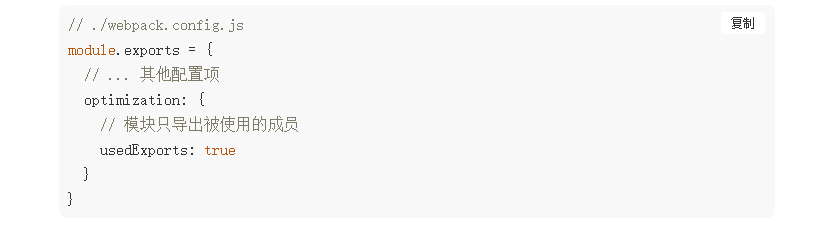 // ./webpack.config.js
复制
module.exports = {
  // ... 其他配置项
  optimization: {
    // 模块只导出被使用的成员
    usedExports: true
  }
}